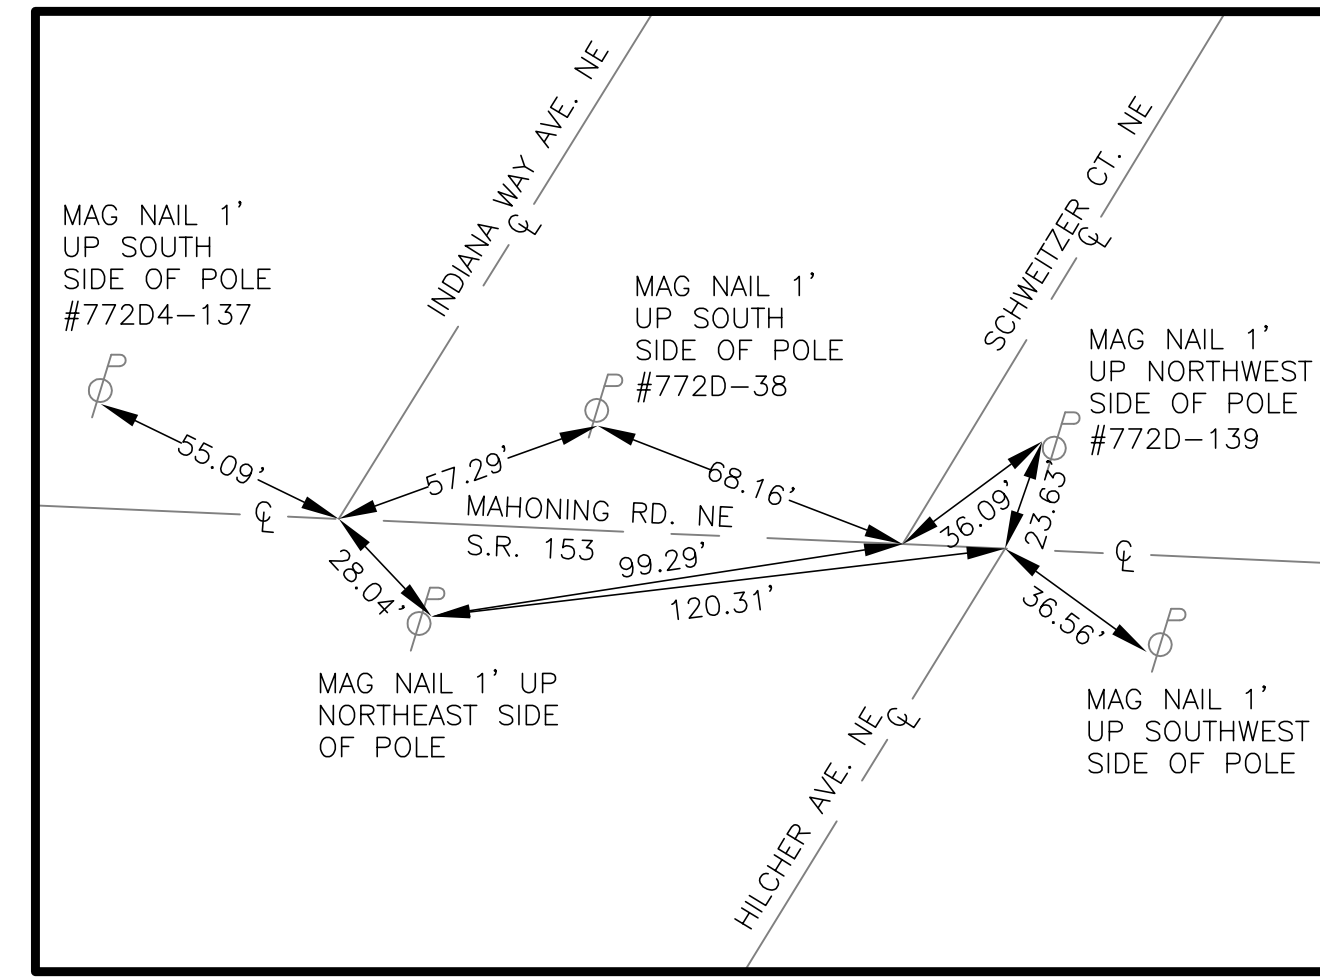 INDIANA WAY AVE. NE
℄
SCHWEITZER CT. NE
℄
MAG NAIL 1'
UP SOUTH
SIDE OF POLE
#772D4-137
MAG NAIL 1'
UP SOUTH
SIDE OF POLE
#772D-38
MAG NAIL 1'
UP NORTHWEST
SIDE OF POLE
#772D-139
55.09'
57.29'
68.16'
36.09'
23.63'
℄
MAHONING RD. NE
S.R. 153
℄
99.29'
120.31'
28.04'
36.56'
MAG NAIL 1' UP
NORTHEAST SIDE
OF POLE
MAG NAIL 1'
UP SOUTHWEST
SIDE OF POLE
HILCHER AVE. NE
℄